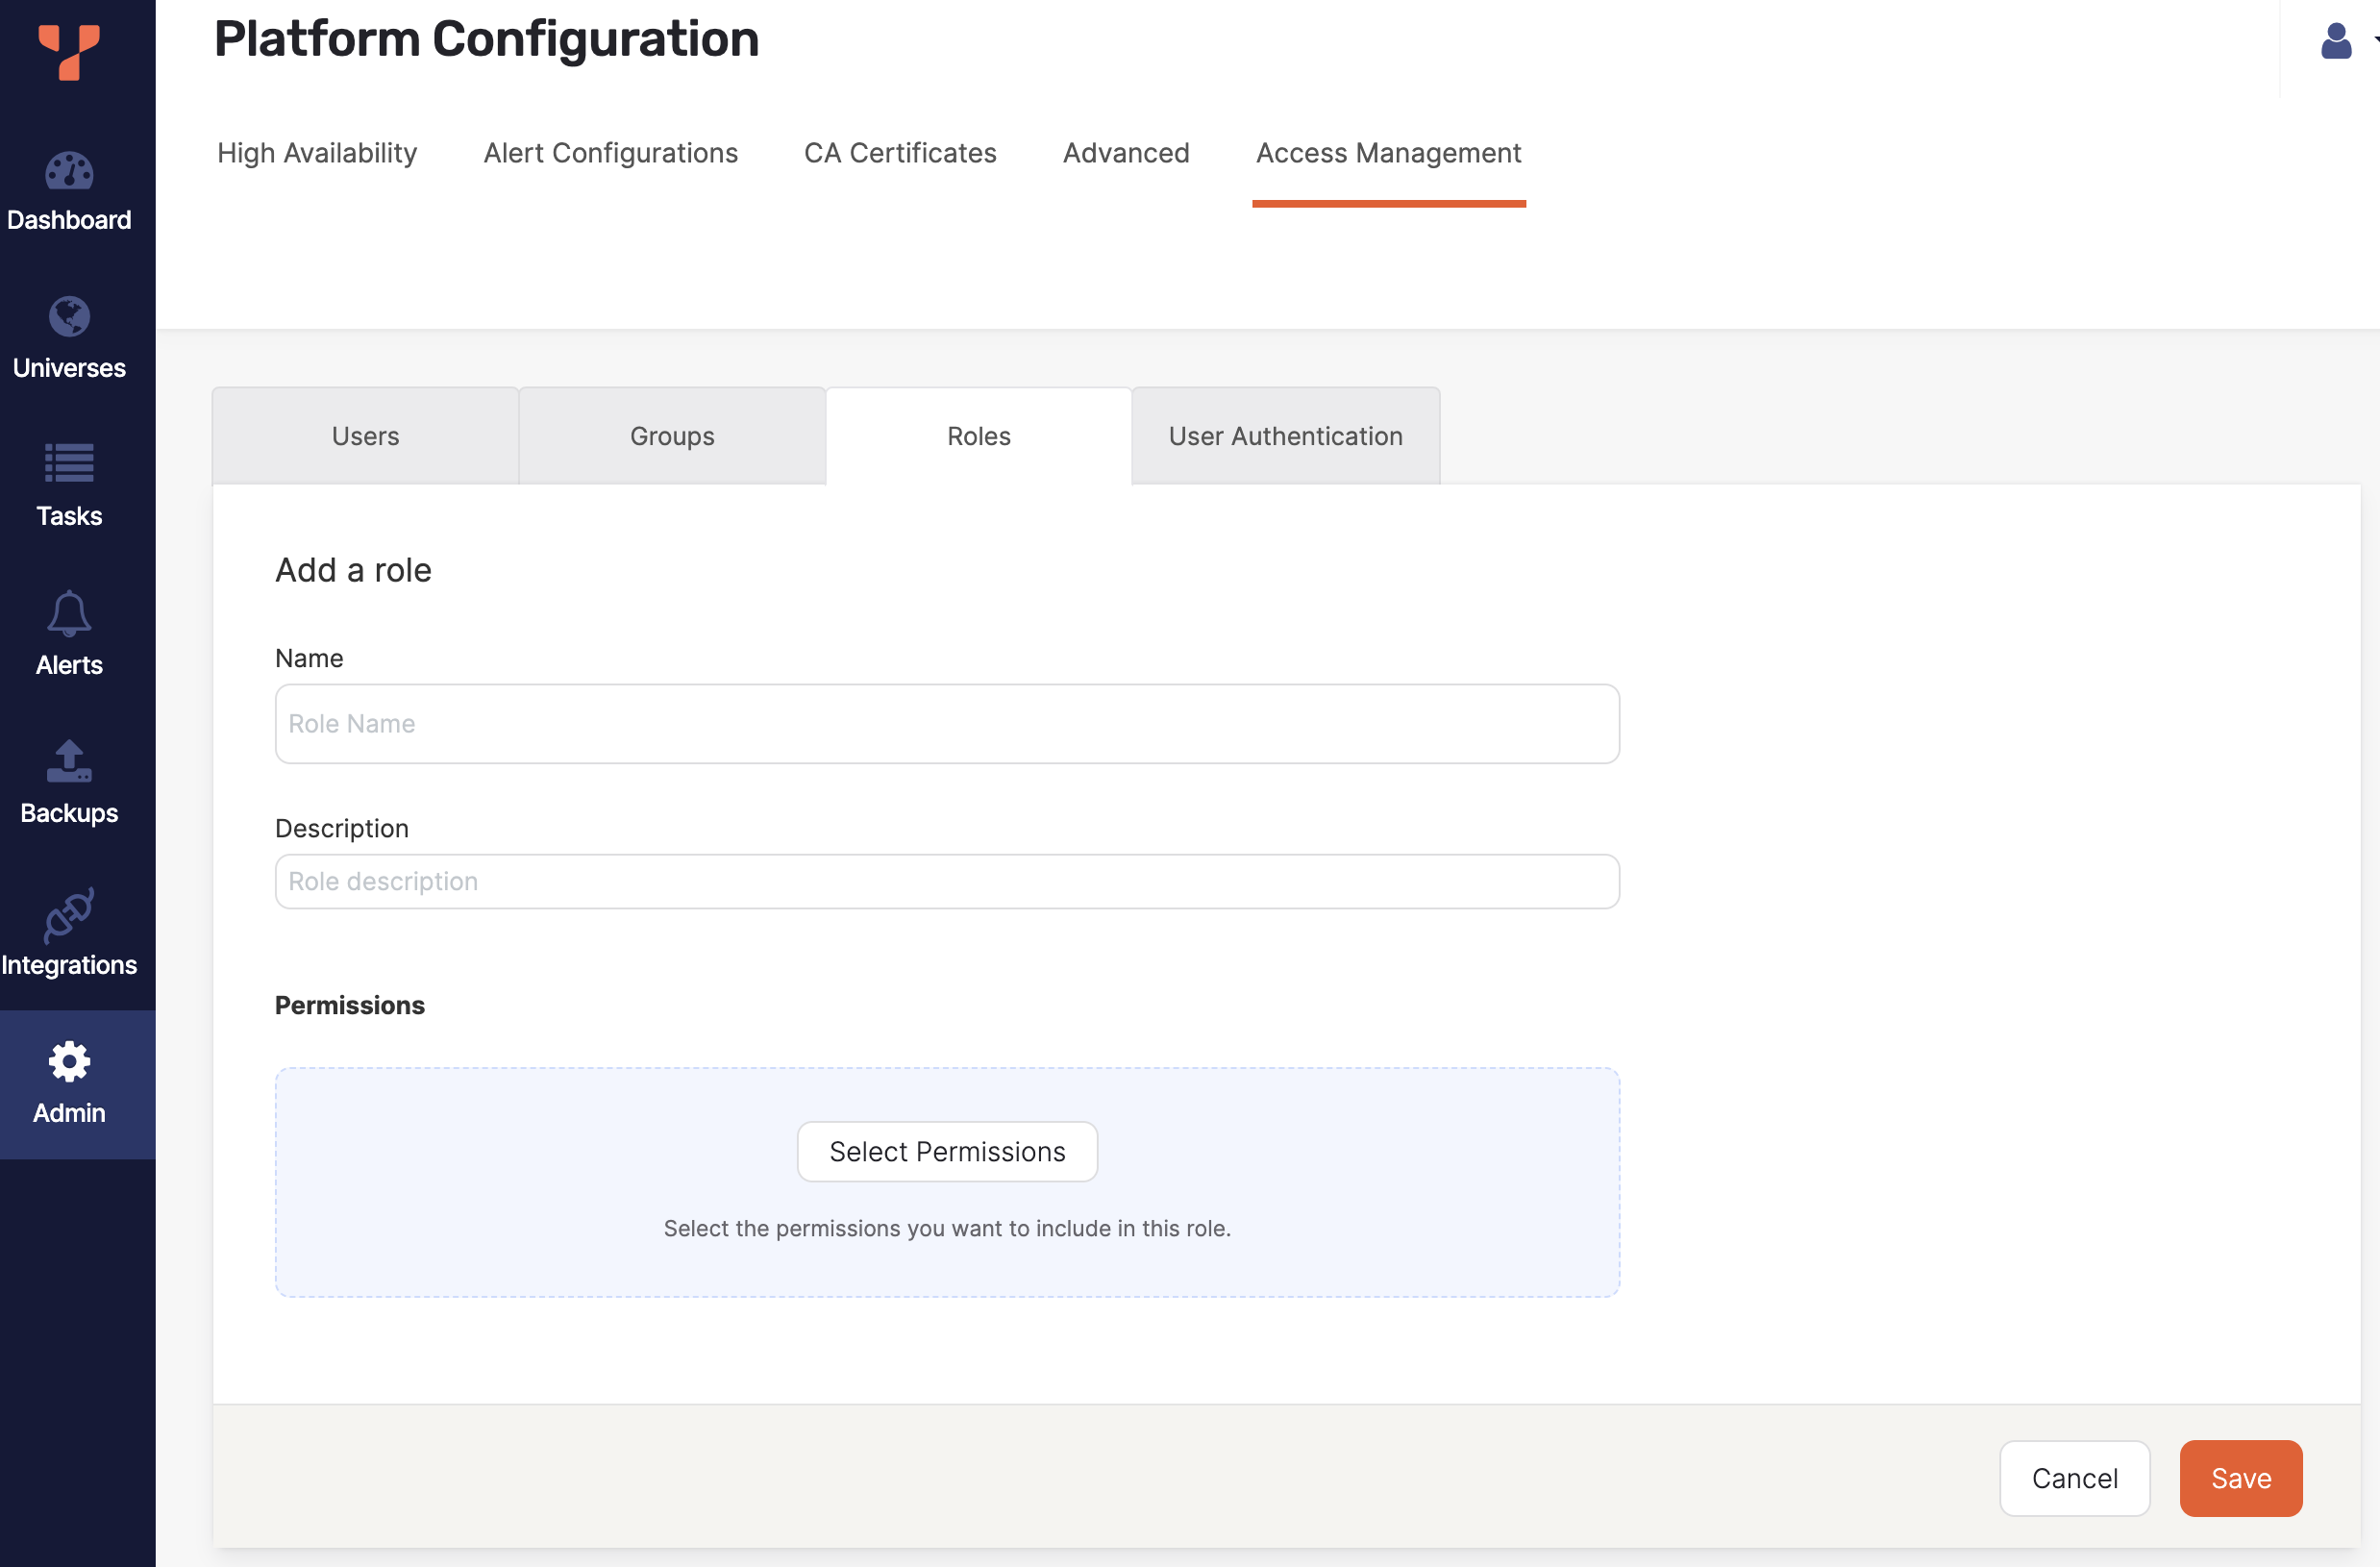 Platform Configuration
High Availability
Alert Configurations
CA Certificates
Advanced
Access Management
Dashboard
Universes
Tasks
Alerts
Backups
Integrations
Admin
Users
Groups
Roles
User Authentication
Add a role
Name
Role Name
Description
Role description
Permissions
Select Permissions
Select the permissions you want to include in this role.
Cancel
Save